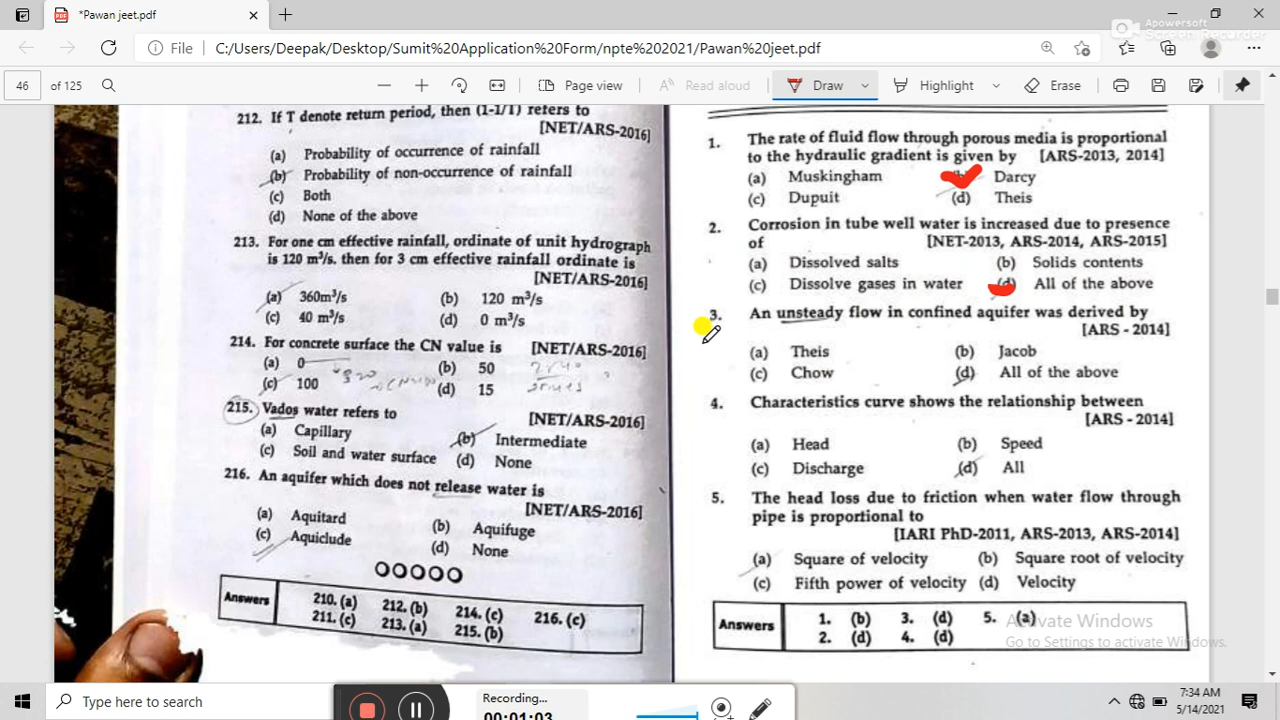 *Pawan jeet.pdf
Apowersoft
Screen Recorder
File C:/Users/Deepak/Desktop/Sumit%20Application%20Form/npte%202021/Pawan%20jeet.pdf
46 of 125 Page view Read aloud Draw Highlight Erase
212. If T denote return period, then (1-1/T) refers to
[NET/ARS-2016]
(a) Probability of occurrence of rainfall
(b) Probability of non-occurrence of rainfall
(c) Both
(d) None of the above
213. For one cm effective rainfall, ordinate of unit hydrograph
is 120 m³/s. then for 3 cm effective rainfall ordinate is
[NET/ARS-2016]
(a) 360m³/s (b) 120 m³/s
(c) 40 m³/s (d) 0 m³/s
214. For concrete surface the CN value is [NET/ARS-2016]
(a) 0 (b) 50
(c) 100 (d) 15
215. Vados water refers to
[NET/ARS-2016]
(a) Capillary (b) Intermediate
(c) Soil and water surface (d) None
216. An aquifer which does not release water is
[NET/ARS-2016]
(a) Aquitard (b) Aquifuge
(c) Aquiclude (d) None
Answers 210. (a) 212. (b) 214. (c) 216. (c)
211. (c) 213. (a) 215. (b)
1. The rate of fluid flow through porous media is proportional
to the hydraulic gradient is given by [ARS-2013, 2014]
(a) Muskingham Darcy
(c) Dupuit (d) Theis
2. Corrosion in tube well water is increased due to presence
of [NET-2013, ARS-2014, ARS-2015]
(a) Dissolved salts (b) Solids contents
(c) Dissolve gases in water (d) All of the above
3. An unsteady flow in confined aquifer was derived by
[ARS - 2014]
(a) Theis (b) Jacob
(c) Chow (d) All of the above
4. Characteristics curve shows the relationship between
[ARS - 2014]
(a) Head (b) Speed
(c) Discharge (d) All
5. The head loss due to friction when water flow through
pipe is proportional to
[IARI PhD-2011, ARS-2013, ARS-2014]
(a) Square of velocity (b) Square root of velocity
(c) Fifth power of velocity (d) Velocity
Answers 1. (b) 3. (d) 5. (a)
2. (d) 4. (d)
Activate Windows
Go to Settings to activate Windows.
Type here to search
Recording...
00:01:03
7:34 AM
5/14/2021